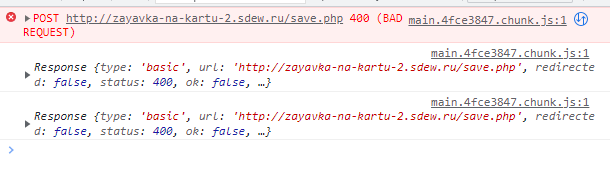 POST http://zayavka-na-kartu-2.sdew.ru/save.php 400 (BAD main.4fce3847.chunk.js:1
REQUEST)
main.4fce3847.chunk.js:1
Response {type: 'basic', url: 'http://zayavka-na-kartu-2.sdew.ru/save.php', redirecte
d: false, status: 400, ok: false, …}
main.4fce3847.chunk.js:1
Response {type: 'basic', url: 'http://zayavka-na-kartu-2.sdew.ru/save.php', redirecte
d: false, status: 400, ok: false, …}